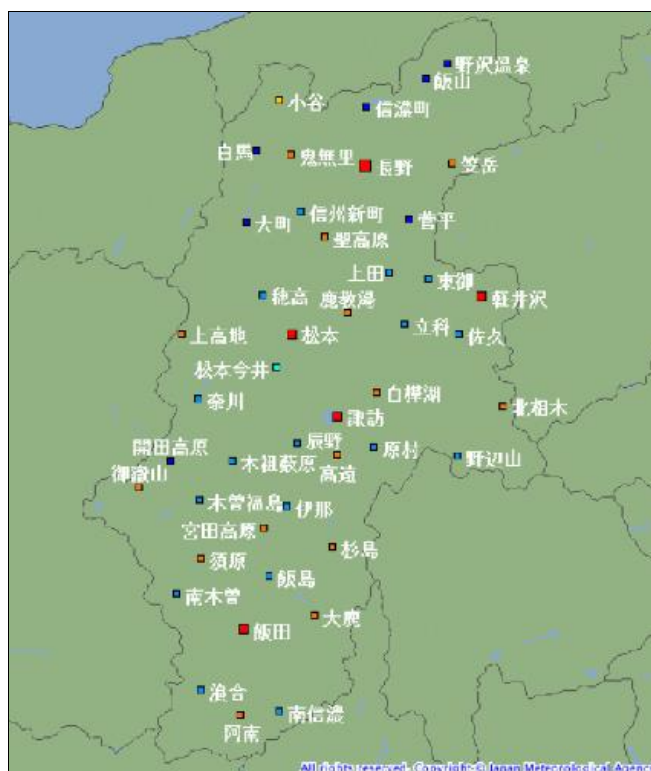 野沢温泉
飯山
小谷
信濃町
白馬
鬼無里
長野
笠岳
信州新町
大町
菅平
聖高原
上田
東御
穂高
鹿教湯
軽井沢
上高地
松本
立科
佐久
松本今井
奈川
白樺湖
諏訪
北相木
開田高原
辰野
原村
木祖薮原
高遠
野辺山
御嶽山
木曽福島
伊那
宮田高原
杉島
須原
飯島
南木曽
大鹿
飯田
浪合
南信濃
阿南
All rights reserved. Copyright © Japan Meteorological Agency